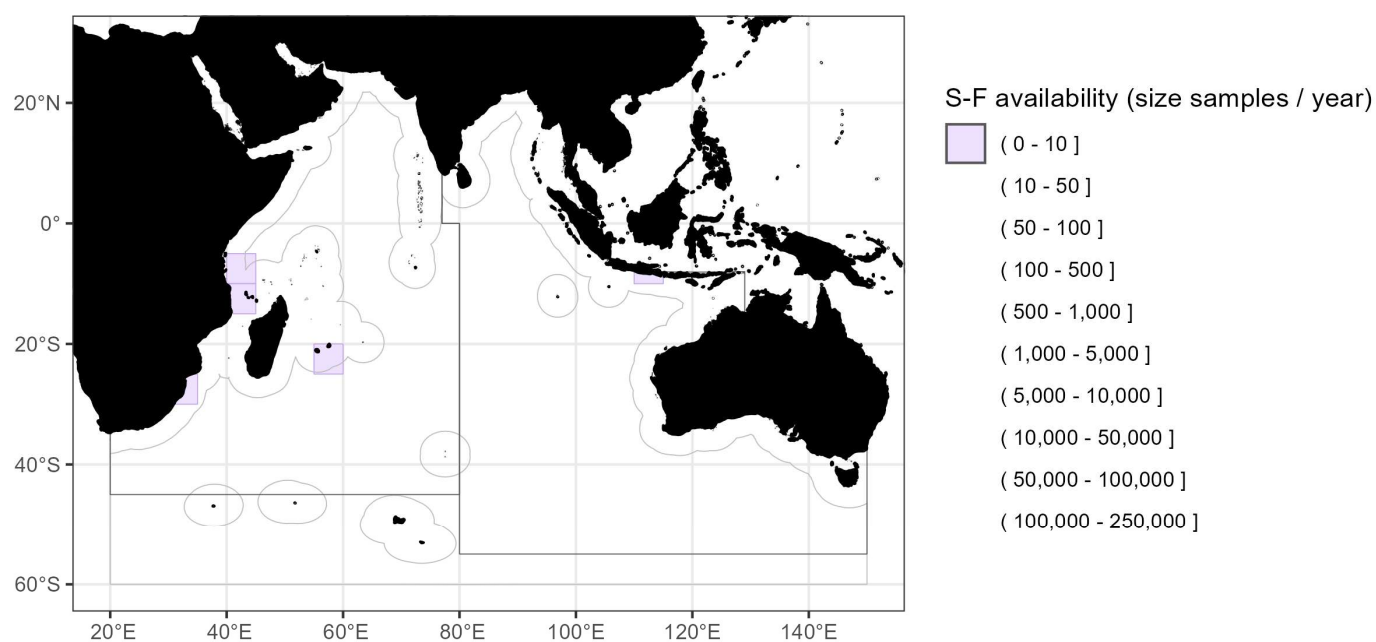 S-F availability (size samples / year)
( 0 - 10 ]
( 10 - 50 ]
( 50 - 100 ]
( 100 - 500 ]
( 500 - 1,000 ]
( 1,000 - 5,000 ]
( 5,000 - 10,000 ]
( 10,000 - 50,000 ]
( 50,000 - 100,000 ]
( 100,000 - 250,000 ]
20°N
0°
20°S
40°S
60°S
20°E 40°E 60°E 80°E 100°E 120°E 140°E